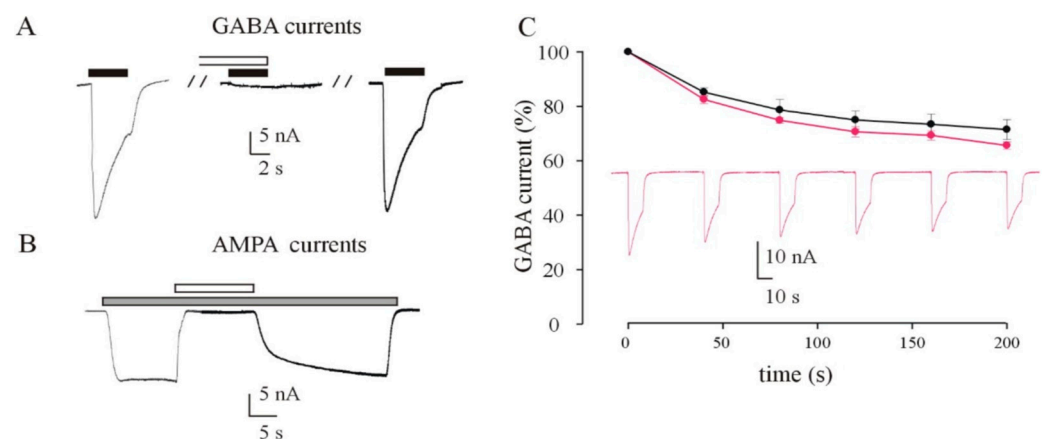 A
GABA currents
// //
5 nA
2 s
B
AMPA currents
5 nA
5 s
C
GABA current (%)
100
80
60
40
20
0
10 nA
10 s
0 50 100 150 200
time (s)